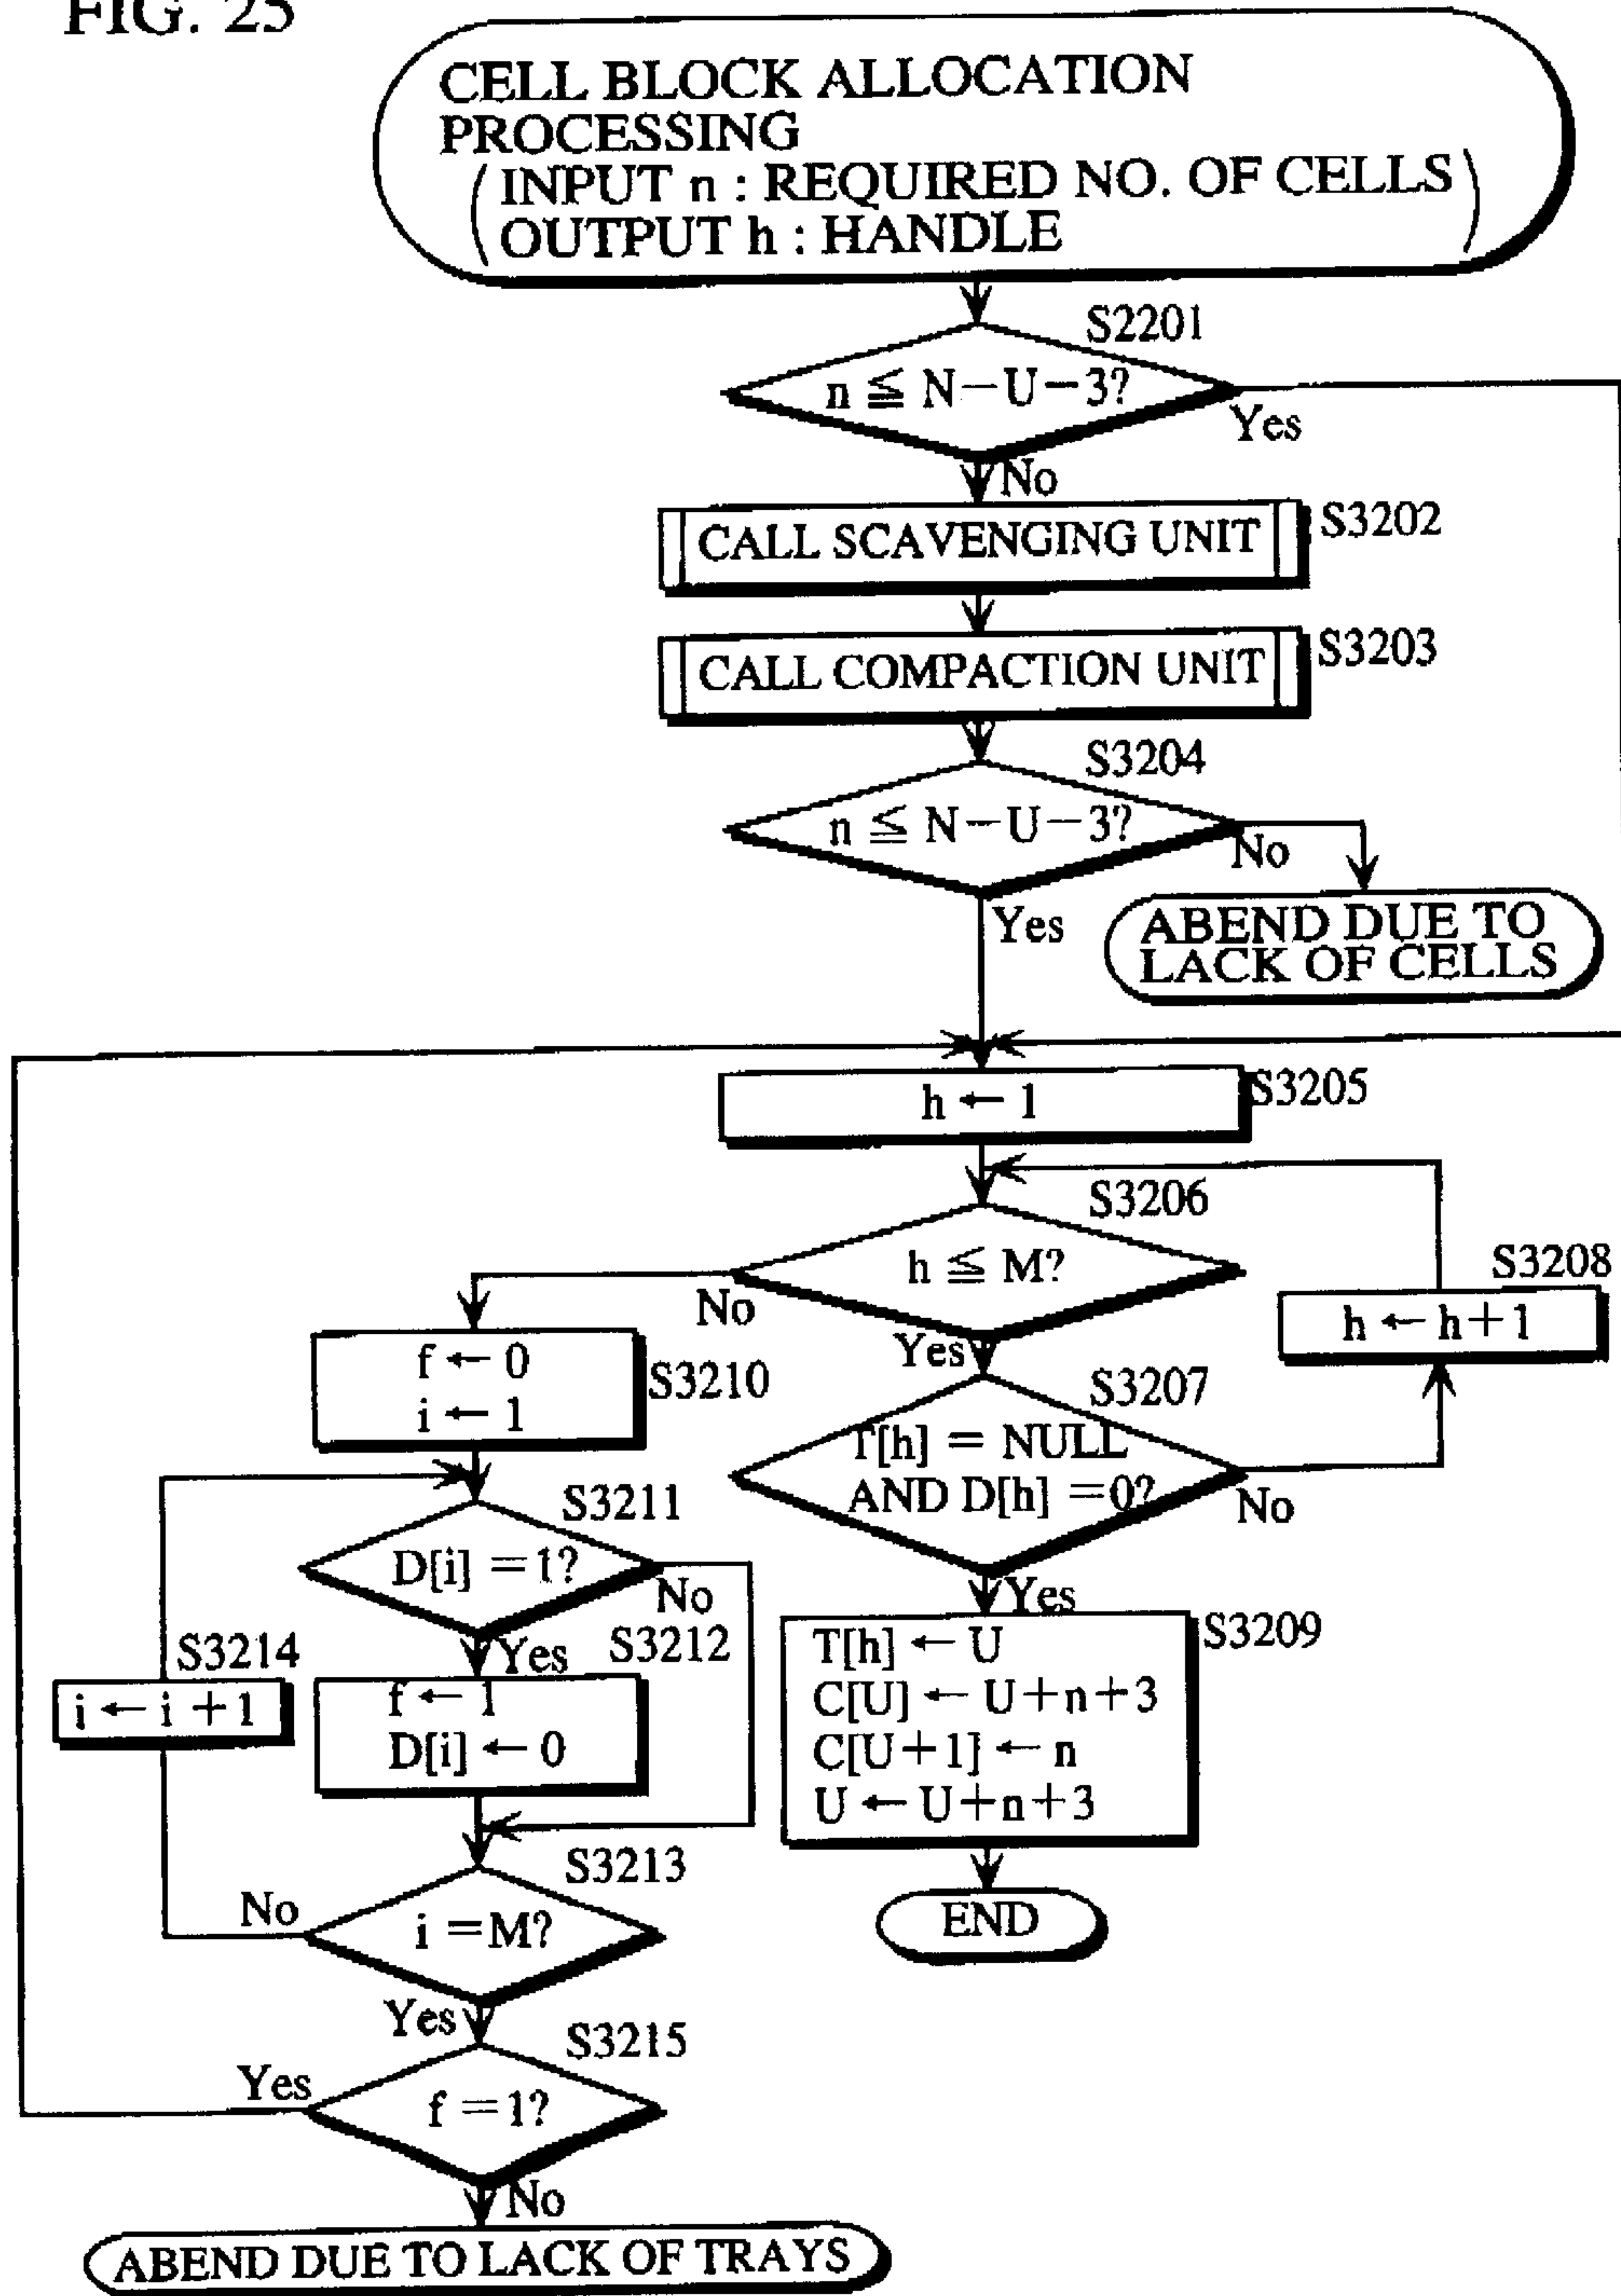 FIG. 25
CELL BLOCK ALLOCATION
PROCESSING
( INPUT n : REQUIRED NO. OF CELLS )
OUTPUT h : HANDLE
S2201
n ≦ N－U－3?
Yes
No
CALL SCAVENGING UNIT
S3202
CALL COMPACTION UNIT
S3203
S3204
n ≦ N－U－3?
No
Yes
ABEND DUE TO
LACK OF CELLS
h ← 1
S3205
S3206
h ≦ M?
No
Yes
S3208
h ← h+1
f ← 0
i ← 1
S3210
S3207
T[h] = NULL
AND D[h] =0?
No
Yes
S3211
D[i] =1?
No
Yes
S3212
f ← 1
D[i] ← 0
S3214
i ← i +1
T[h] ← U
C[U] ← U+n+3
C[U+1] ← n
U ← U+n+3
S3209
END
S3213
i =M?
No
Yes
S3215
f =1?
Yes
No
ABEND DUE TO LACK OF TRAYS